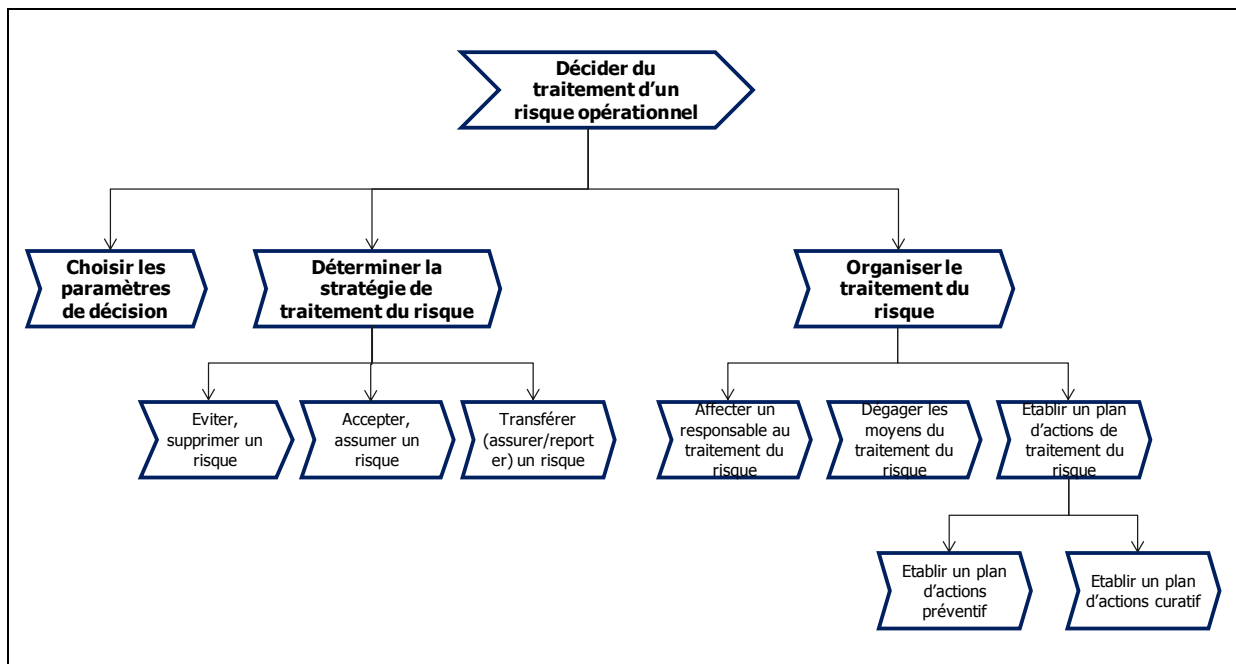 Décider du
traitement d’un
risque opérationnel
Choisir les
paramètres
de décision
Déterminer la
stratégie de
traitement du risque
Organiser le
traitement du
risque
Eviter,
supprimer un
risque
Accepter,
assumer un
risque
Transférer
(assurer/report
er) un risque
Affecter un
responsable au
traitement du
risque
Dégager les
moyens du
traitement du
risque
Etablir un plan
d’actions de
traitement du
risque
Etablir un plan
d’actions
préventif
Etablir un plan
d’actions curatif